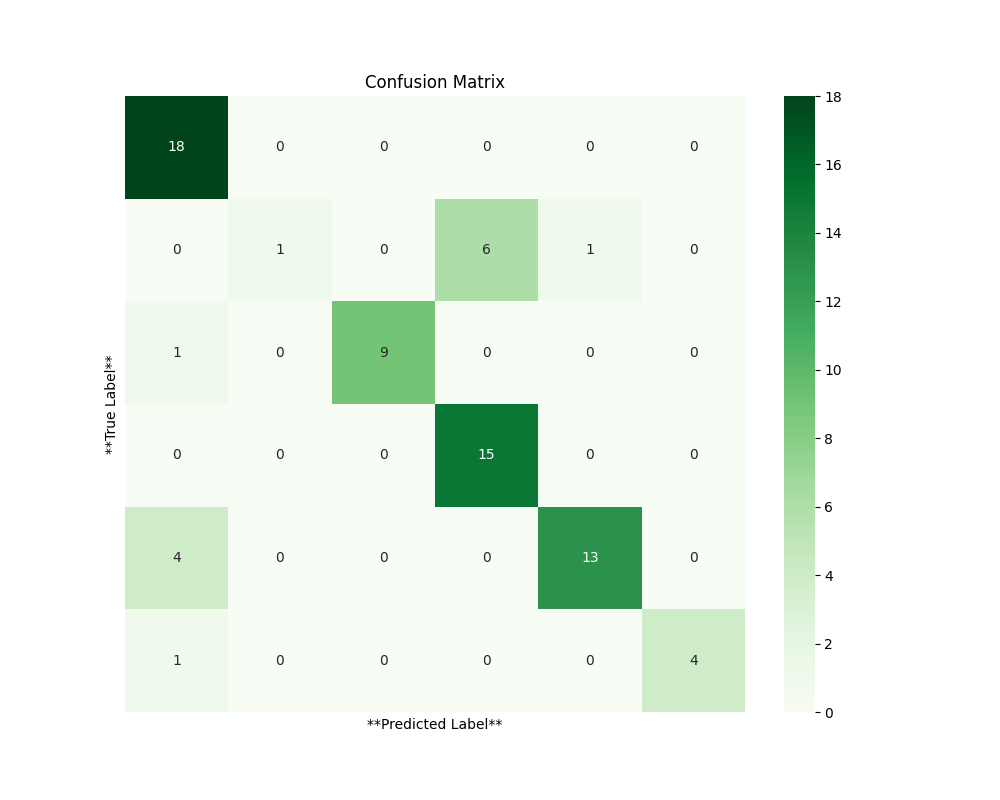 Confusion Matrix
18 0 0 0 0 0
0 1 0 6 1 0
1 0 9 0 0 0
0 0 0 15 0 0
4 0 0 0 13 0
1 0 0 0 0 4
**True Label**
**Predicted Label**
18
16
14
12
10
8
6
4
2
0